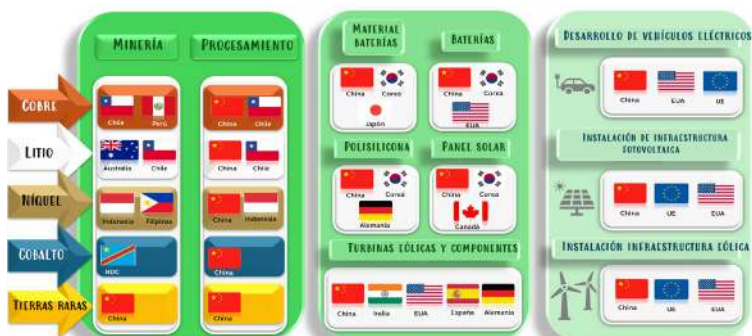 MINERÍA
PROCESAMIENTO
COBRE
Chile Perú
China Chile
LITIO
Australia Chile
China Chile
NÍQUEL
Indonesia Filipinas
China Indonesia
COBALTO
RDC
China
TIERRAS RARAS
China
China
MATERIAL
BATERÍAS
China Corea
Japón
BATERÍAS
China Corea
EUA
POLISILICONA
China Corea
Alemania
PANEL SOLAR
China Corea
Canadá
TURBINAS EÓLICAS Y COMPONENTES
China India EUA España Alemania
DESARROLLO DE VEHÍCULOS ELÉCTRICOS
China EUA UE
INSTALACIÓN DE INFRAESTRUCTURA
FOTOVOLTAICA
China UE EUA
INSTALACIÓN INFRAESTRUCTURA EÓLICA
China UE EUA